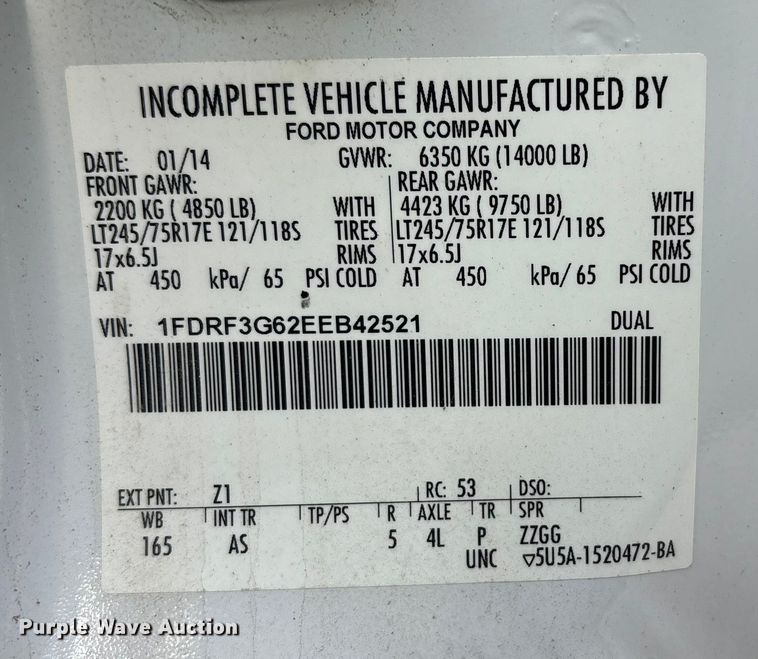 INCOMPLETE VEHICLE MANUFACTURED BY
FORD MOTOR COMPANY
DATE: 01/14 GVWR: 6350 KG (14000 LB)
FRONT GAWR: REAR GAWR:
2200 KG ( 4850 LB) WITH 4423 KG ( 9750 LB) WITH
LT245/75R17E 121/118S TIRES LT245/75R17E 121/118S TIRES
17x6.5J RIMS 17x6.5J RIMS
AT 450 kPa/ 65 PSI COLD AT 450 kPa/ 65 PSI COLD
VIN: 1FDRF3G62EEB42521 DUAL
EXT PNT: Z1 RC: 53 DSO:
WB INT TR TP/PS R AXLE TR SPR
165 AS 5 4L P ZZGG
UNC ▽5U5A-1520472-BA
Purple Wave Auction